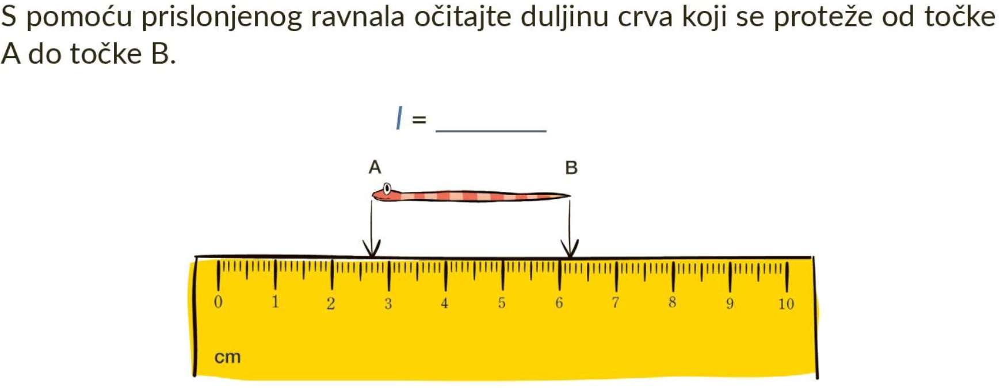 S pomoću prislonjenog ravnala očitajte duljinu crva koji se proteže od točke
A do točke B.
l = __________
A B
0 1 2 3 4 5 6 7 8 9 10
cm